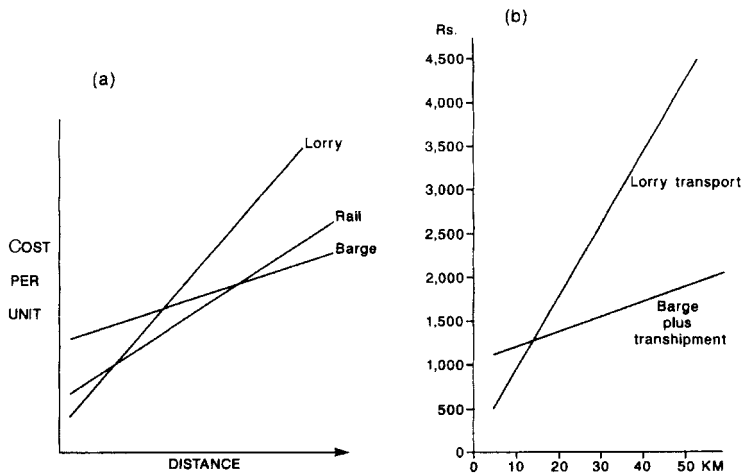 (a)
Lorry
Rail
Barge
COST
PER
UNIT
DISTANCE
(b)
Rs.
4,500
4,000
3,500
3,000
2,500
2,000
1,500
1,000
500
0
Lorry transport
Barge
plus
transhipment
0 10 20 30 40 50 KM